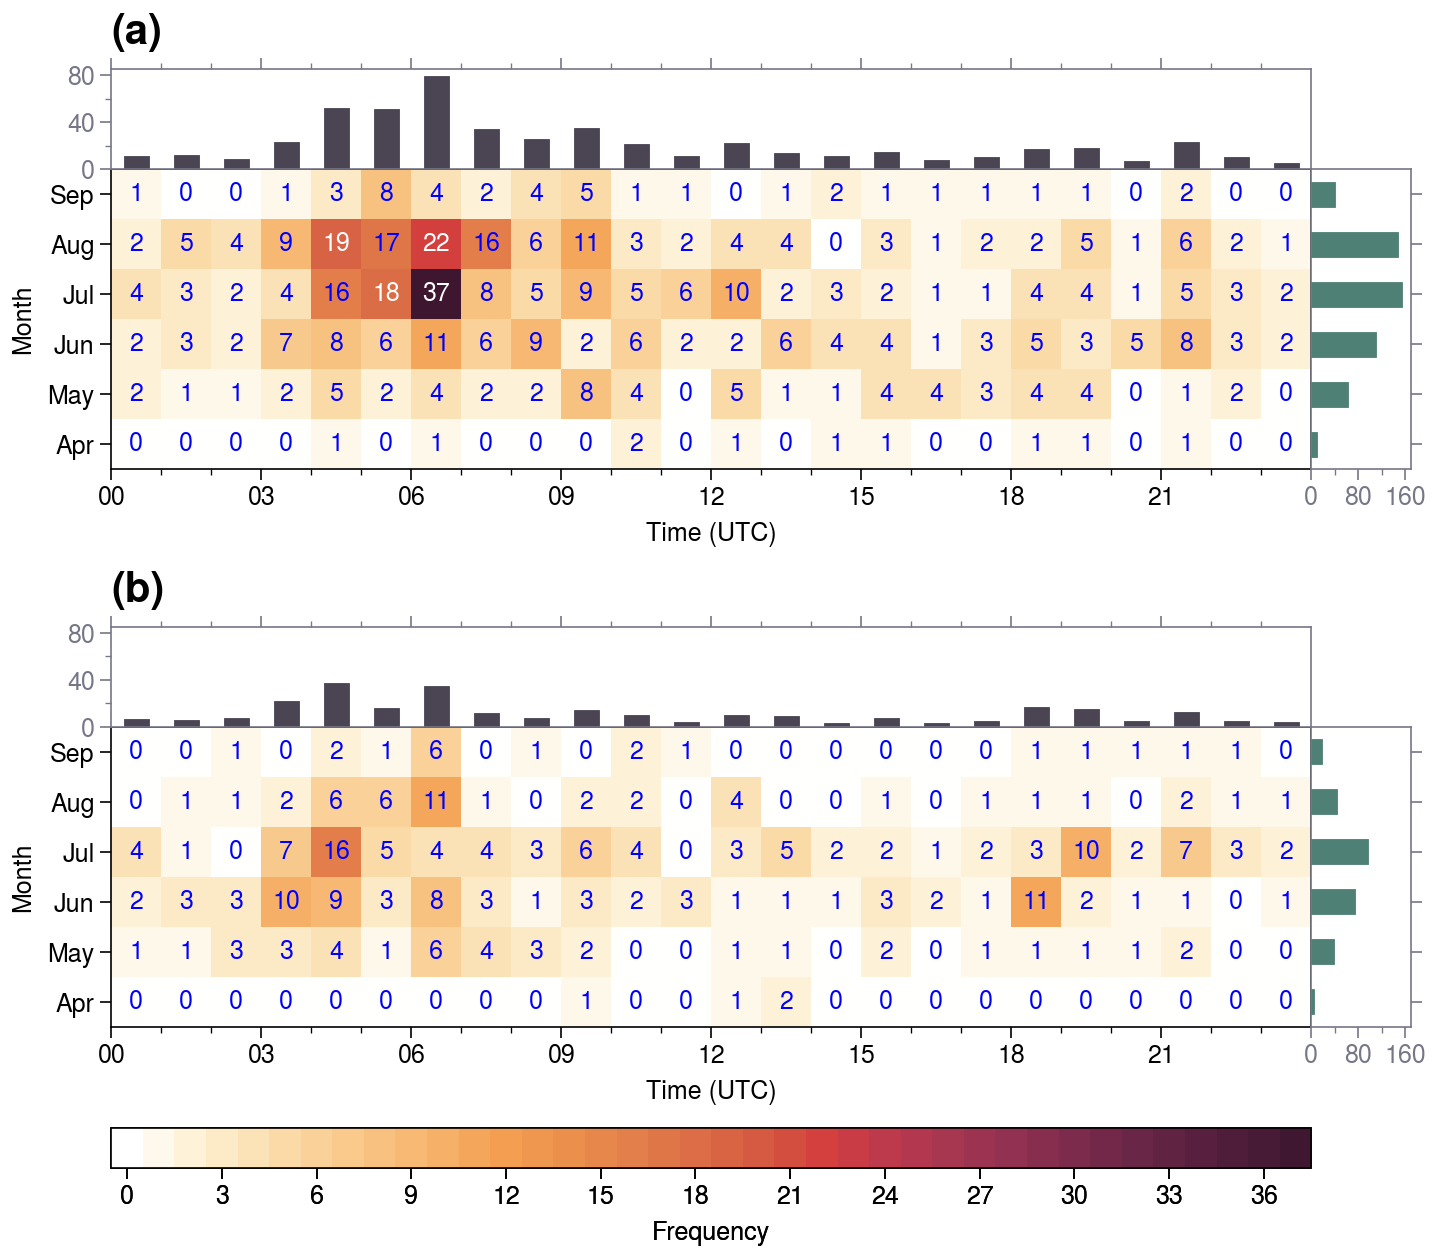 (a)
80
40
0
Sep 1 0 0 1 3 8 4 2 4 5 1 1 0 1 2 1 1 1 1 1 0 2 0 0
Aug 2 5 4 9 19 17 22 16 6 11 3 2 4 4 0 3 1 2 2 5 1 6 2 1
Jul 4 3 2 4 16 18 37 8 5 9 5 6 10 2 3 2 1 1 4 4 1 5 3 2
Month
Jun 2 3 2 7 8 6 11 6 9 2 6 2 2 6 4 4 1 3 5 3 5 8 3 2
May 2 1 1 2 5 2 4 2 2 8 4 0 5 1 1 4 4 3 4 4 0 1 2 0
Apr 0 0 0 0 1 0 1 0 0 0 2 0 1 0 1 1 0 0 1 1 0 1 0 0
00 03 06 09 12 15 18 21 0 80 160
Time (UTC)
(b)
80
40
0
Sep 0 0 1 0 2 1 6 0 1 0 2 1 0 0 0 0 0 0 1 1 1 1 1 0
Aug 0 1 1 2 6 6 11 1 0 2 2 0 4 0 0 1 0 1 1 1 0 2 1 1
Jul 4 1 0 7 16 5 4 4 3 6 4 0 3 5 2 2 1 2 3 10 2 7 3 2
Month
Jun 2 3 3 10 9 3 8 3 1 3 2 3 1 1 1 3 2 1 11 2 1 1 0 1
May 1 1 3 3 4 1 6 4 3 2 0 0 1 1 0 2 0 1 1 1 1 2 0 0
Apr 0 0 0 0 0 0 0 0 0 1 0 0 1 2 0 0 0 0 0 0 0 0 0 0
00 03 06 09 12 15 18 21 0 80 160
Time (UTC)
0 3 6 9 12 15 18 21 24 27 30 33 36
Frequency